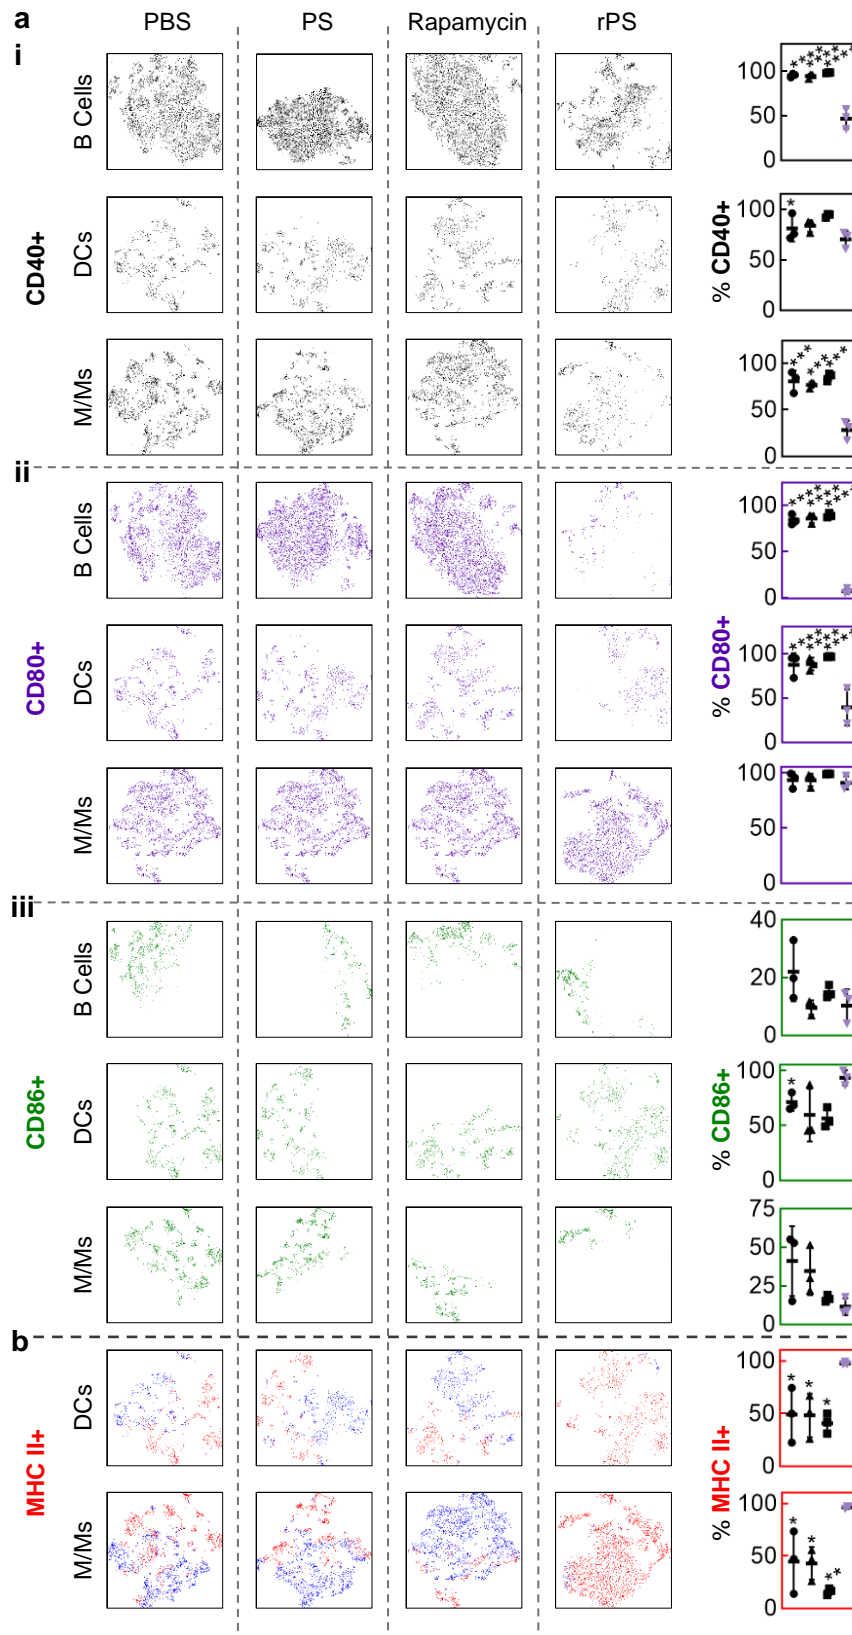 a
PBS
PS
Rapamycin
rPS
i
CD40+
B Cells
DCs
M/Ms
% CD40+
100
50
0
* * * *
* * * *
* * * *
100
50
0
*
100
50
0
* * *
* * *
* * *
ii
CD80+
B Cells
DCs
M/Ms
% CD80+
100
50
0
* * * *
* * * *
* * * *
100
50
0
* * * *
* * * *
* * * *
100
50
0
iii
CD86+
B Cells
DCs
M/Ms
% CD86+
40
20
0
100
50
0
*
75
50
25
0
b
MHC II+
DCs
M/Ms
% MHC II+
100
50
0
* * *
100
50
0
* * * *